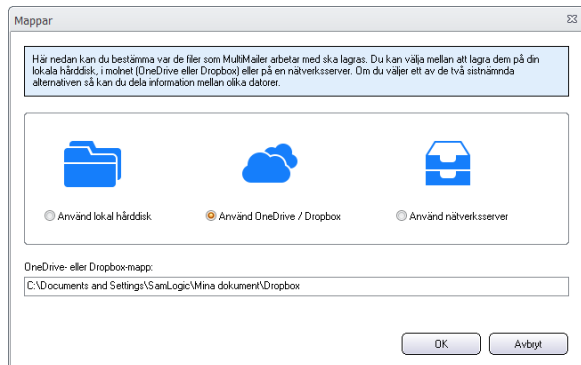 Mappar
Här nedan kan du bestämma var de filer som MultiMailer arbetar med ska lagras. Du kan välja mellan att lagra dem på din
lokala hårddisk, i molnet (OneDrive eller Dropbox) eller på en nätverksserver. Om du väljer ett av de två sistnämnda
alternativen så kan du dela information mellan olika datorer.
Använd lokal hårddisk Använd OneDrive / Dropbox Använd nätverksserver
OneDrive- eller Dropbox-mapp:
C:\Documents and Settings\SamLogic\Mina dokument\Dropbox
OK Avbryt